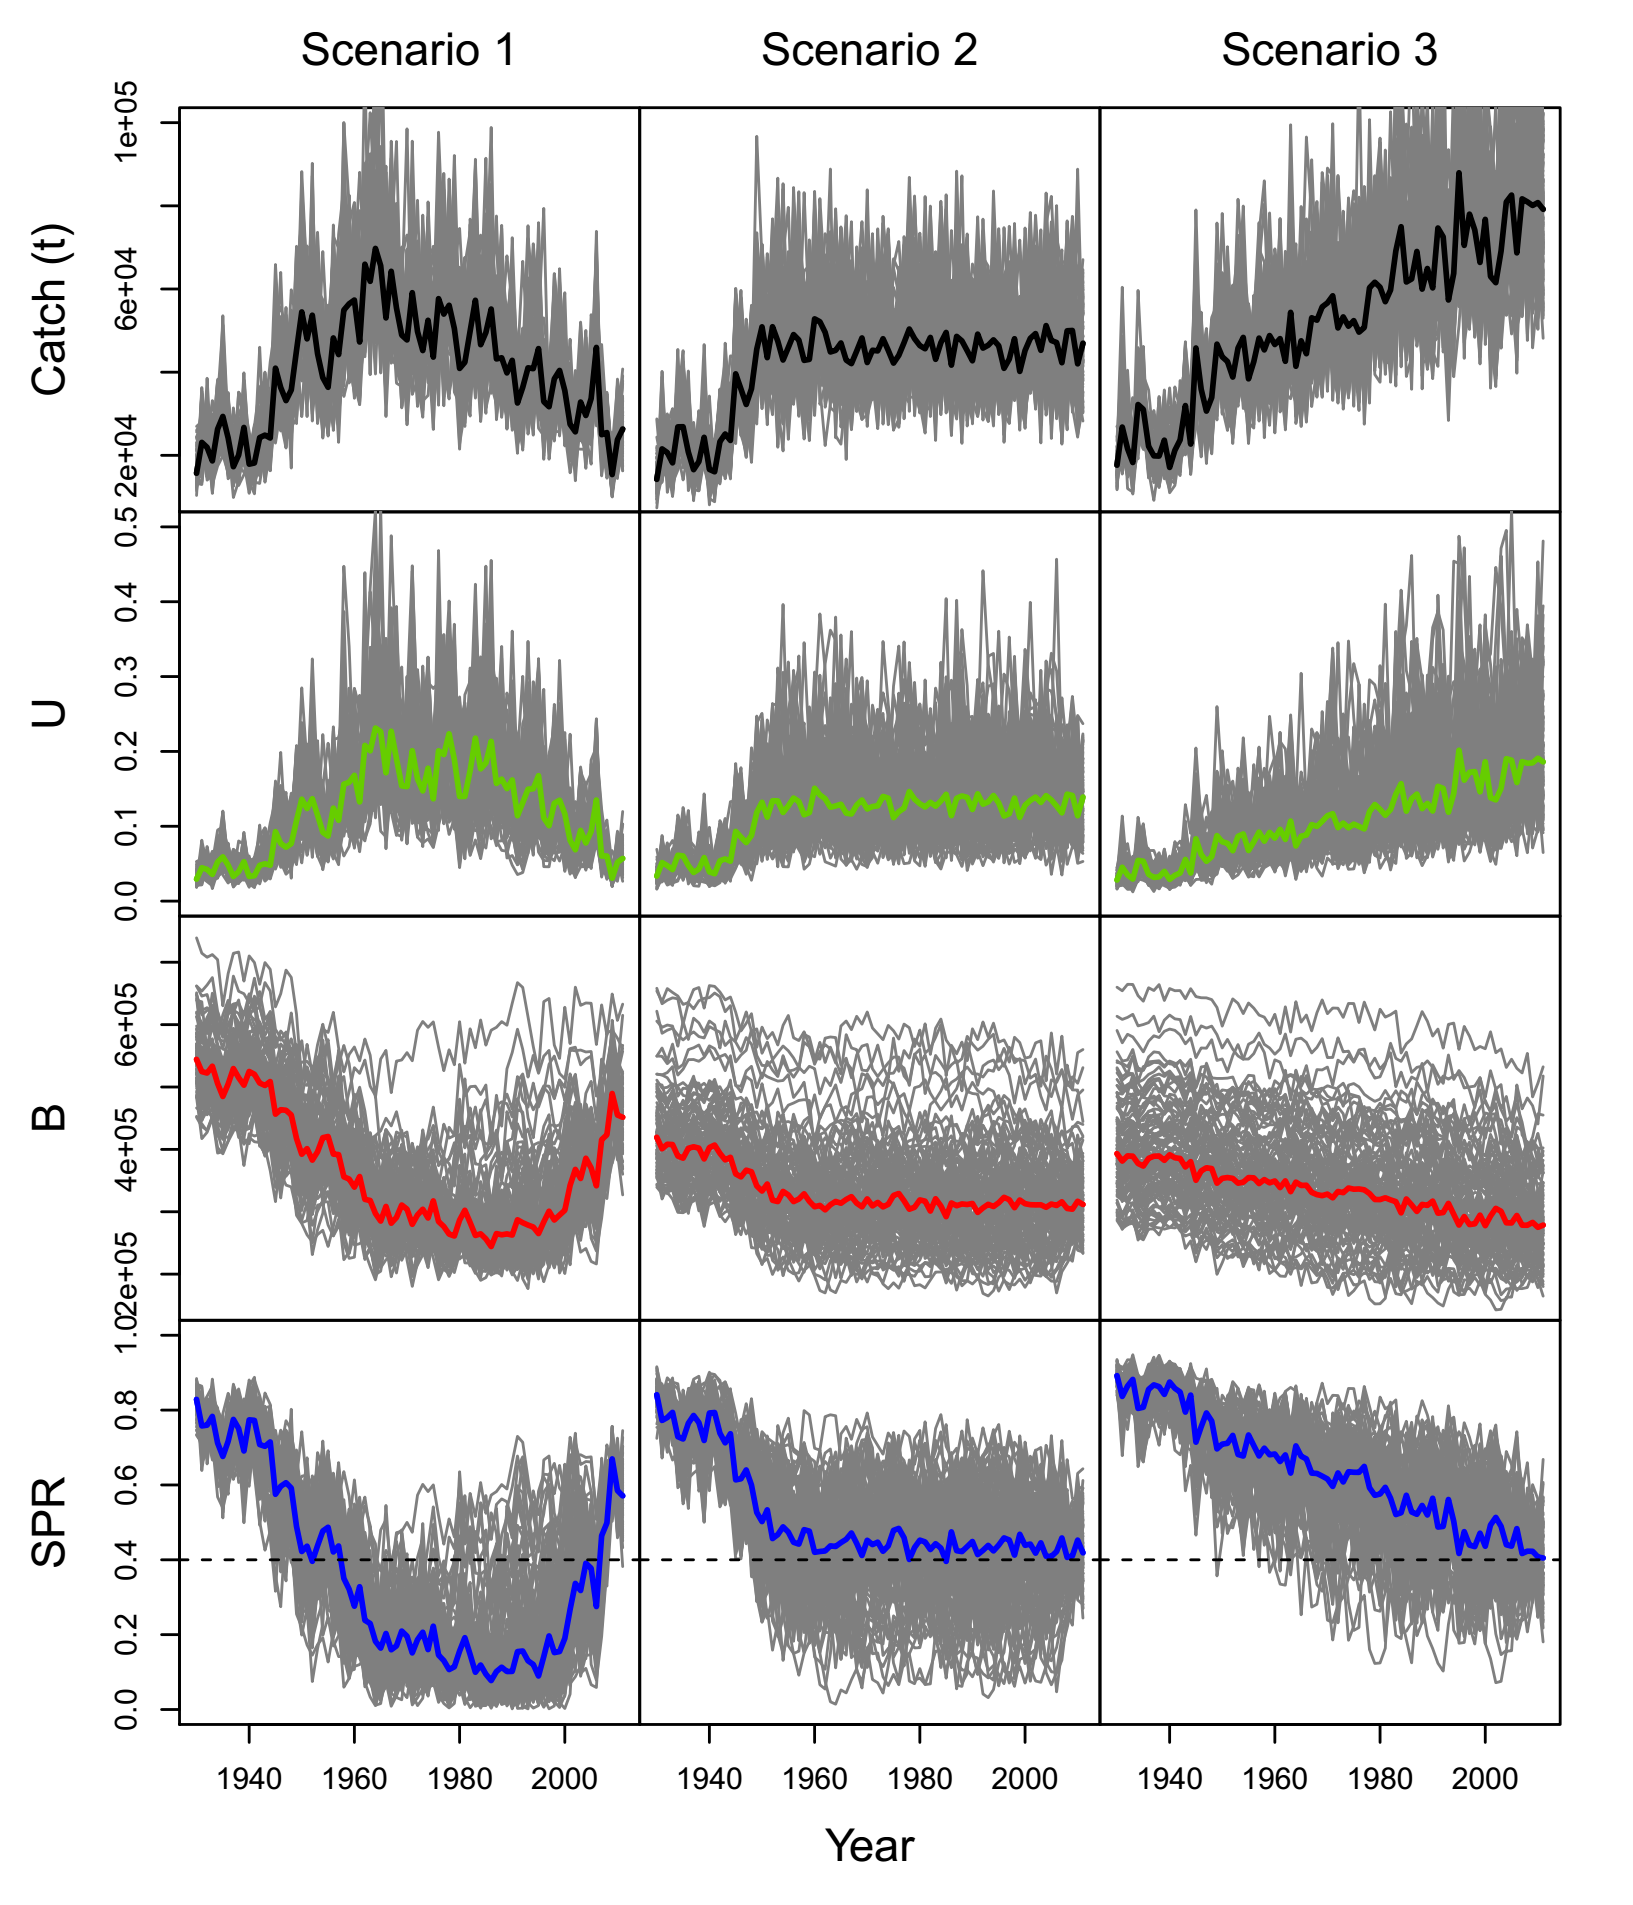 Scenario 1 Scenario 2 Scenario 3
Catch (t)
1e+05
6e+04
2e+04
U
0.5
0.4
0.3
0.2
0.1
0.0
B
6e+05
4e+05
2e+05
SPR
1.0
0.8
0.6
0.4
0.2
0.0
1940 1960 1980 2000 1940 1960 1980 2000 1940 1960 1980 2000
Year